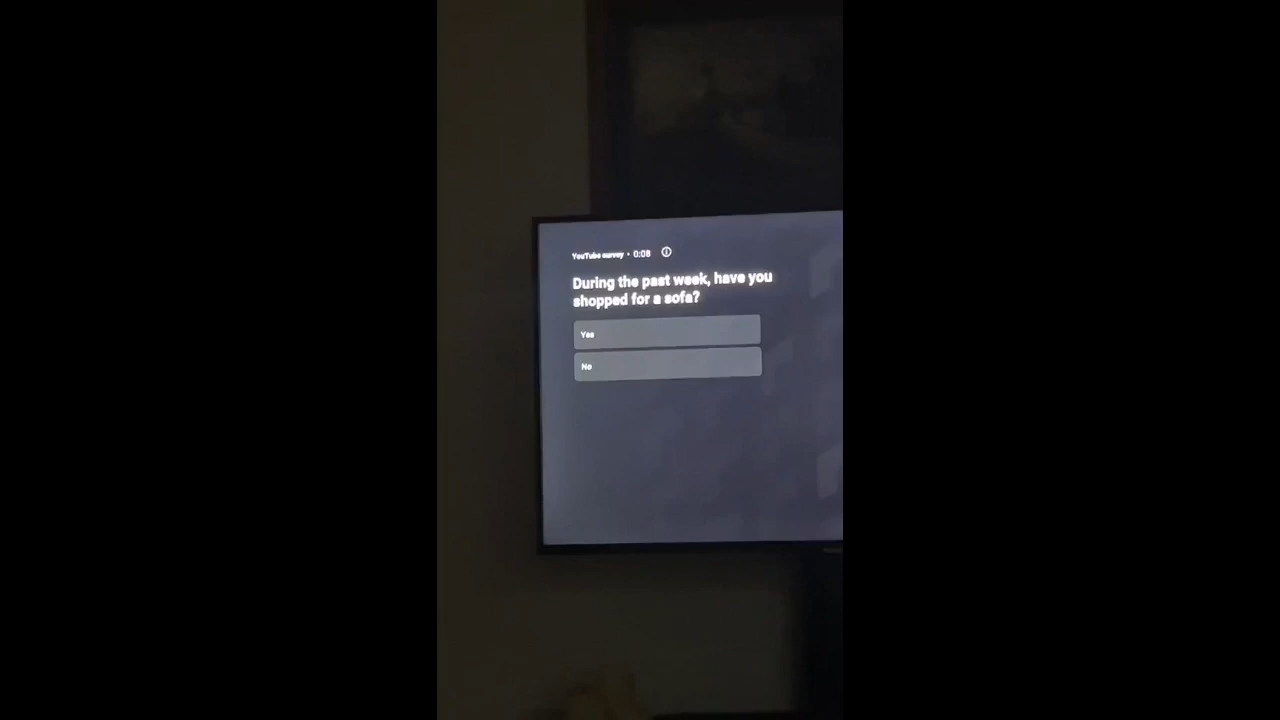 YouTube survey • 0:08
During the past week, have you
shopped for a sofa?
Yes
No